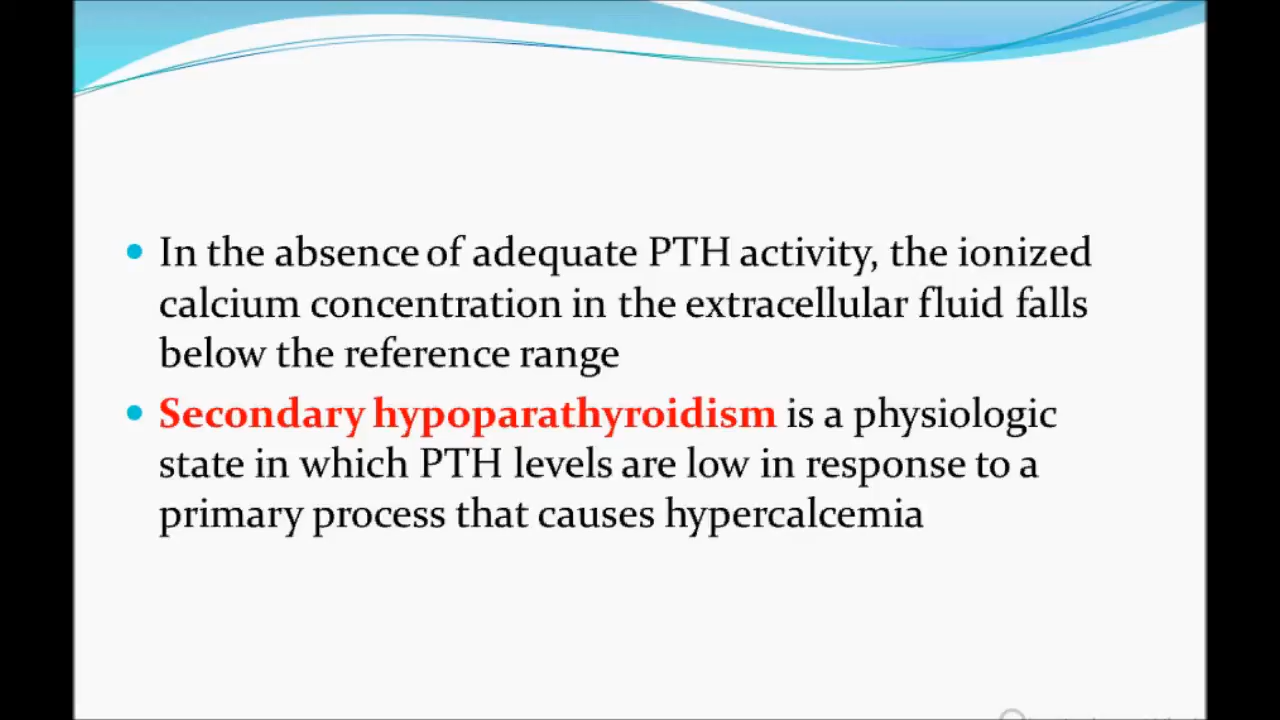 In the absence of adequate PTH activity, the ionized
calcium concentration in the extracellular fluid falls
below the reference range
Secondary hypoparathyroidism is a physiologic
state in which PTH levels are low in response to a
primary process that causes hypercalcemia